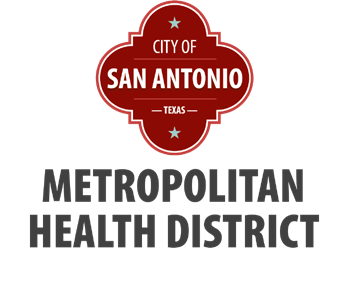 CITY OF
SAN ANTONIO
— TEXAS —
METROPOLITAN
HEALTH DISTRICT